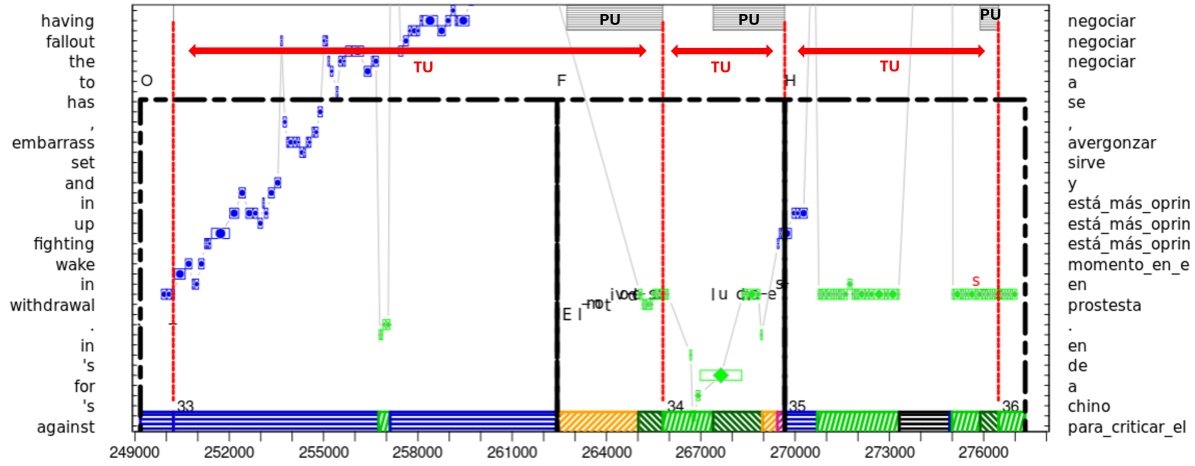 having PU PU PU negociar
fallout negociar
the TU TU TU negociar
to O F H a
has se
, ,
embarrass avergonzar
set sirve
and y
in está_más_oprin
up está_más_oprin
fighting está_más_oprin
wake momento_en_e
in s en
withdrawal prostesta
. .
in en
's de
for a
's 33 34 35 36 chino
against para_criticar_el
249000 252000 255000 258000 261000 264000 267000 270000 273000 276000